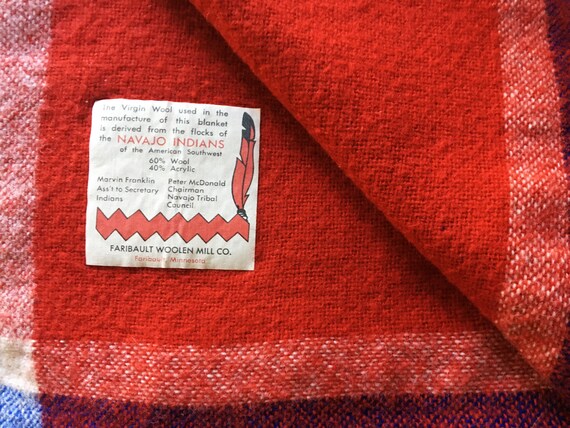 The Virgin Wool used in the
manufacture of this blanket
is derived from the flocks of
the NAVAJO INDIANS
of the American Southwest
60% Wool
40% Acrylic
Marvin Franklin
Ass't to Secretary
Indians
Peter McDonald
Chairman
Navajo Tribal
Council
FARIBAULT WOOLEN MILL CO.
Faribault, Minnesota